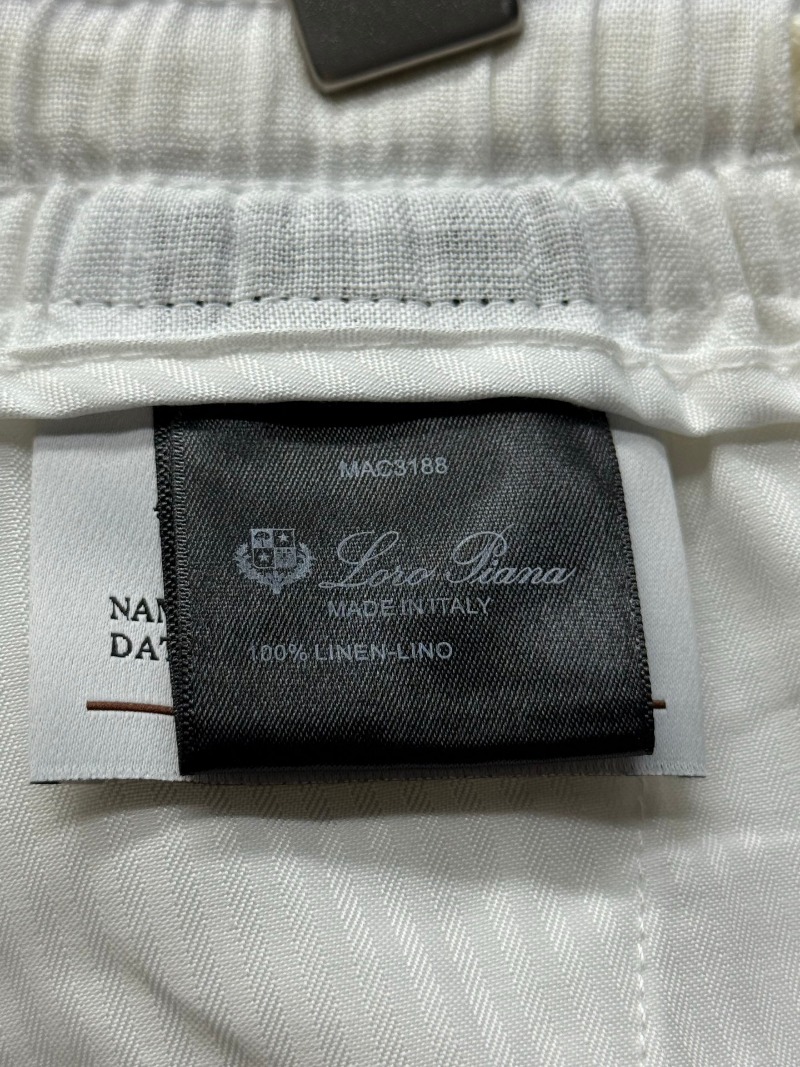 MAC3188
Loro Piana
MADE IN ITALY
100% LINEN-LINO
NAM
DAT